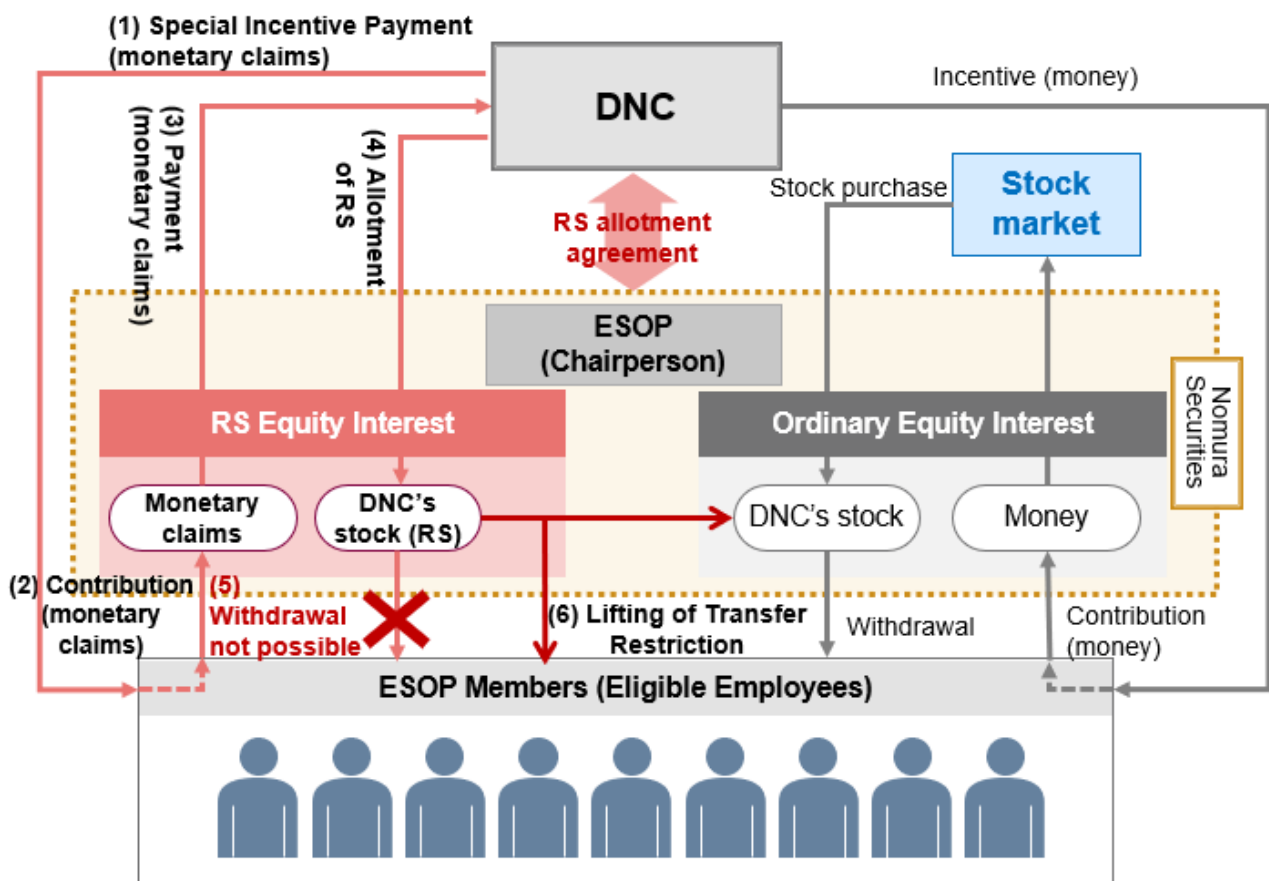 (1) Special Incentive Payment
(monetary claims)
DNC
Incentive (money)
(3) Payment
(monetary claims)
(4) Allotment
of RS
Stock purchase
Stock
market
RS allotment
agreement
ESOP
(Chairperson)
Nomura
Securities
RS Equity Interest
Ordinary Equity Interest
Monetary
claims
DNC's
stock (RS)
DNC's stock
Money
(2) Contribution
(monetary
claims)
(5)
Withdrawal
not possible
(6) Lifting of Transfer
Restriction
Withdrawal
Contribution
(money)
ESOP Members (Eligible Employees)